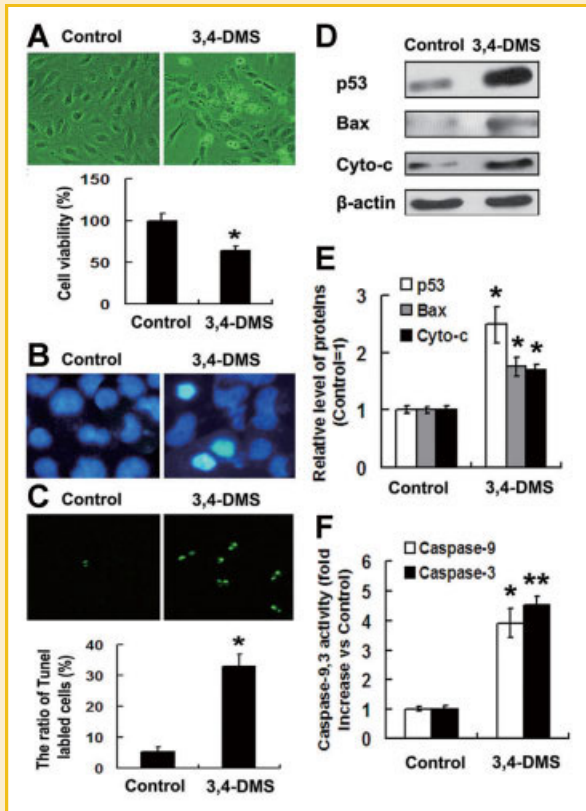 A
Control 3,4-DMS
Cell viability (%)
150
100
50
0
*
Control 3,4-DMS
B
Control 3,4-DMS
C
Control 3,4-DMS
The ratio of Tunel
labled cells (%)
40
30
20
10
0
*
Control 3,4-DMS
D
Control 3,4-DMS
p53
Bax
Cyto-c
β-actin
E
Relative level of proteins
(Control=1)
3
2
1
0
p53
Bax
Cyto-c
* * *
Control 3,4-DMS
F
Caspase-9,3 activity (fold
Increase vs Control)
6
5
4
3
2
1
0
Caspase-9
Caspase-3
* **
Control 3,4-DMS